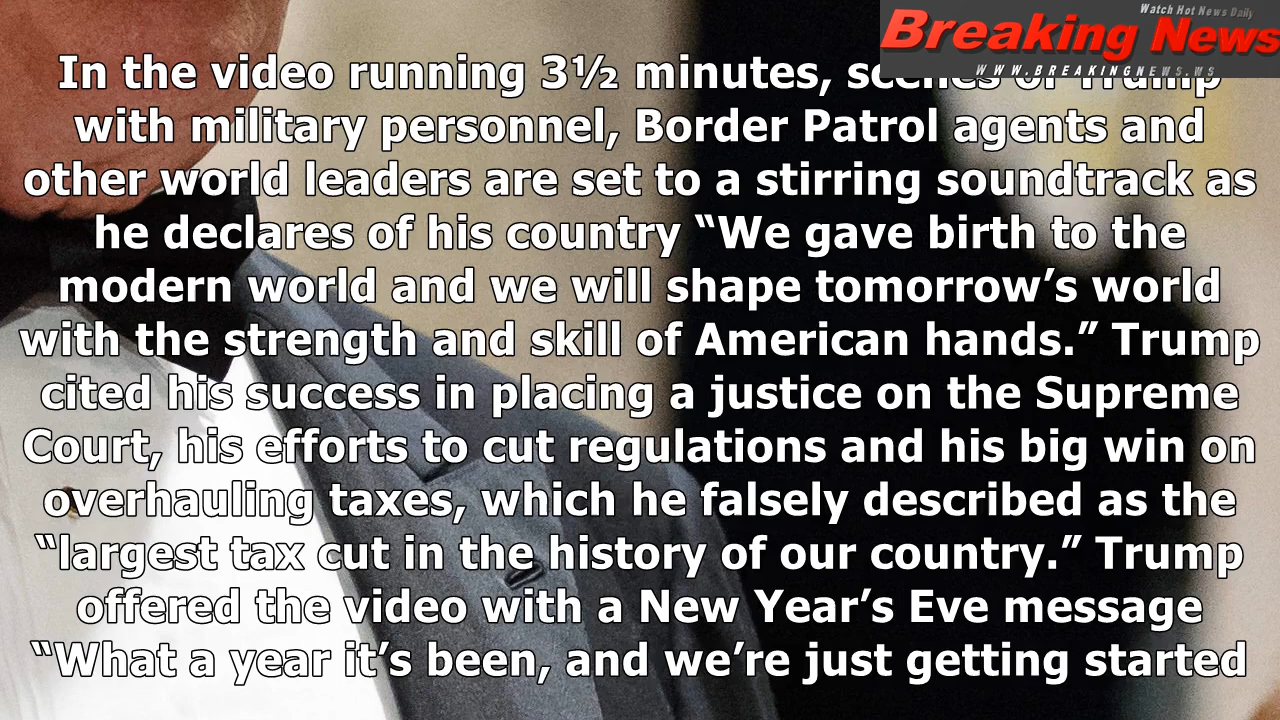 Watch Hot News Daily
Breaking News
WWW.BREAKINGNEWS.WS
In the video running 3½ minutes, scenes of Trump
with military personnel, Border Patrol agents and
other world leaders are set to a stirring soundtrack as
he declares of his country “We gave birth to the
modern world and we will shape tomorrow’s world
with the strength and skill of American hands.” Trump
cited his success in placing a justice on the Supreme
Court, his efforts to cut regulations and his big win on
overhauling taxes, which he falsely described as the
“largest tax cut in the history of our country.” Trump
offered the video with a New Year’s Eve message
“What a year it’s been, and we’re just getting started